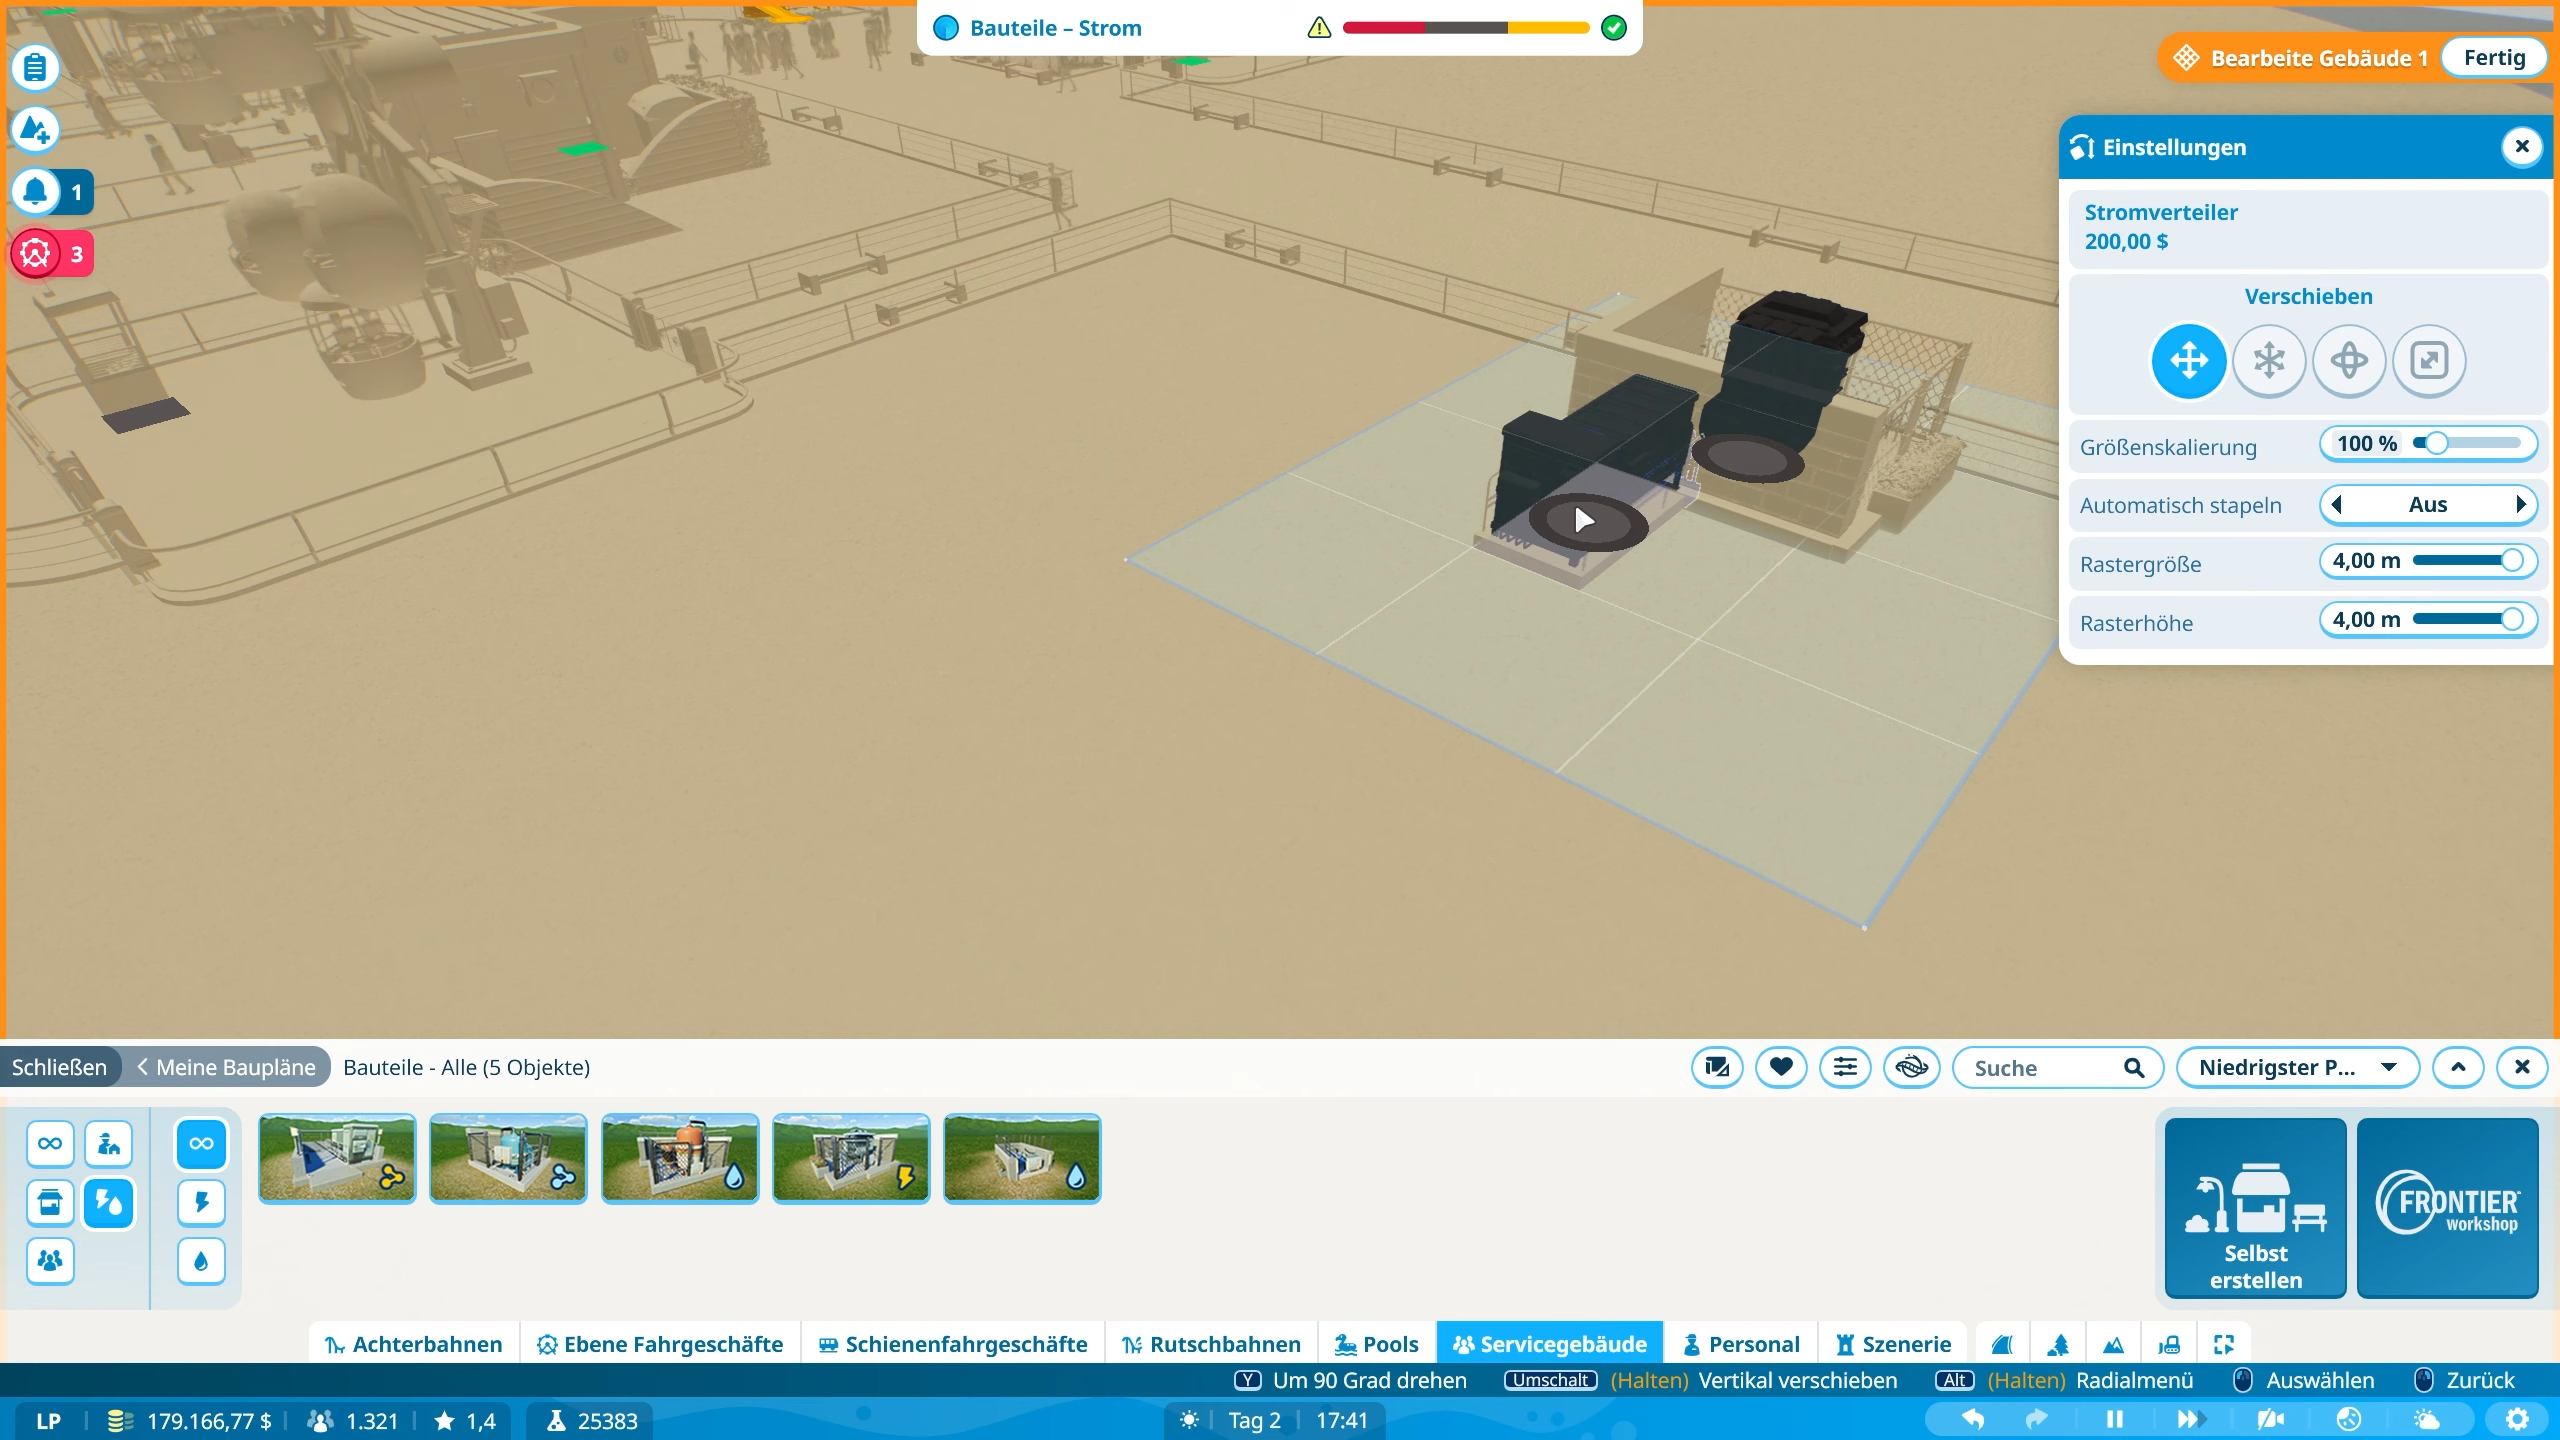 Bauteile – Strom
Bearbeite Gebäude 1
Fertig
1
3
Einstellungen
Stromverteiler
200,00 $
Verschieben
Größenskalierung
100 %
Automatisch stapeln
Aus
Rastergröße
4,00 m
Rasterhöhe
4,00 m
Schließen
Meine Baupläne
Bauteile - Alle (5 Objekte)
Suche
Niedrigster P...
Selbst
erstellen
FRONTIER
workshop
Achterbahnen
Ebene Fahrgeschäfte
Schienenfahrgeschäfte
Rutschbahnen
Pools
Servicegebäude
Personal
Szenerie
Y Um 90 Grad drehen
Umschalt (Halten) Vertikal verschieben
Alt (Halten) Radialmenü
Auswählen
Zurück
LP
179.166,77 $
1.321
1,4
25383
Tag 2
17:41